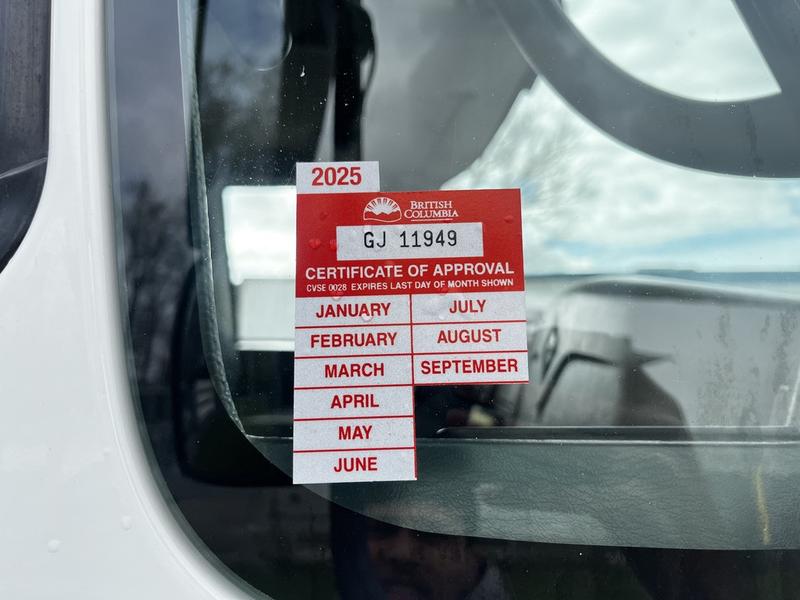 2025
BRITISH
COLUMBIA
GJ 11949
CERTIFICATE OF APPROVAL
CVSE 0028 EXPIRES LAST DAY OF MONTH SHOWN
JANUARY JULY
FEBRUARY AUGUST
MARCH SEPTEMBER
APRIL
MAY
JUNE